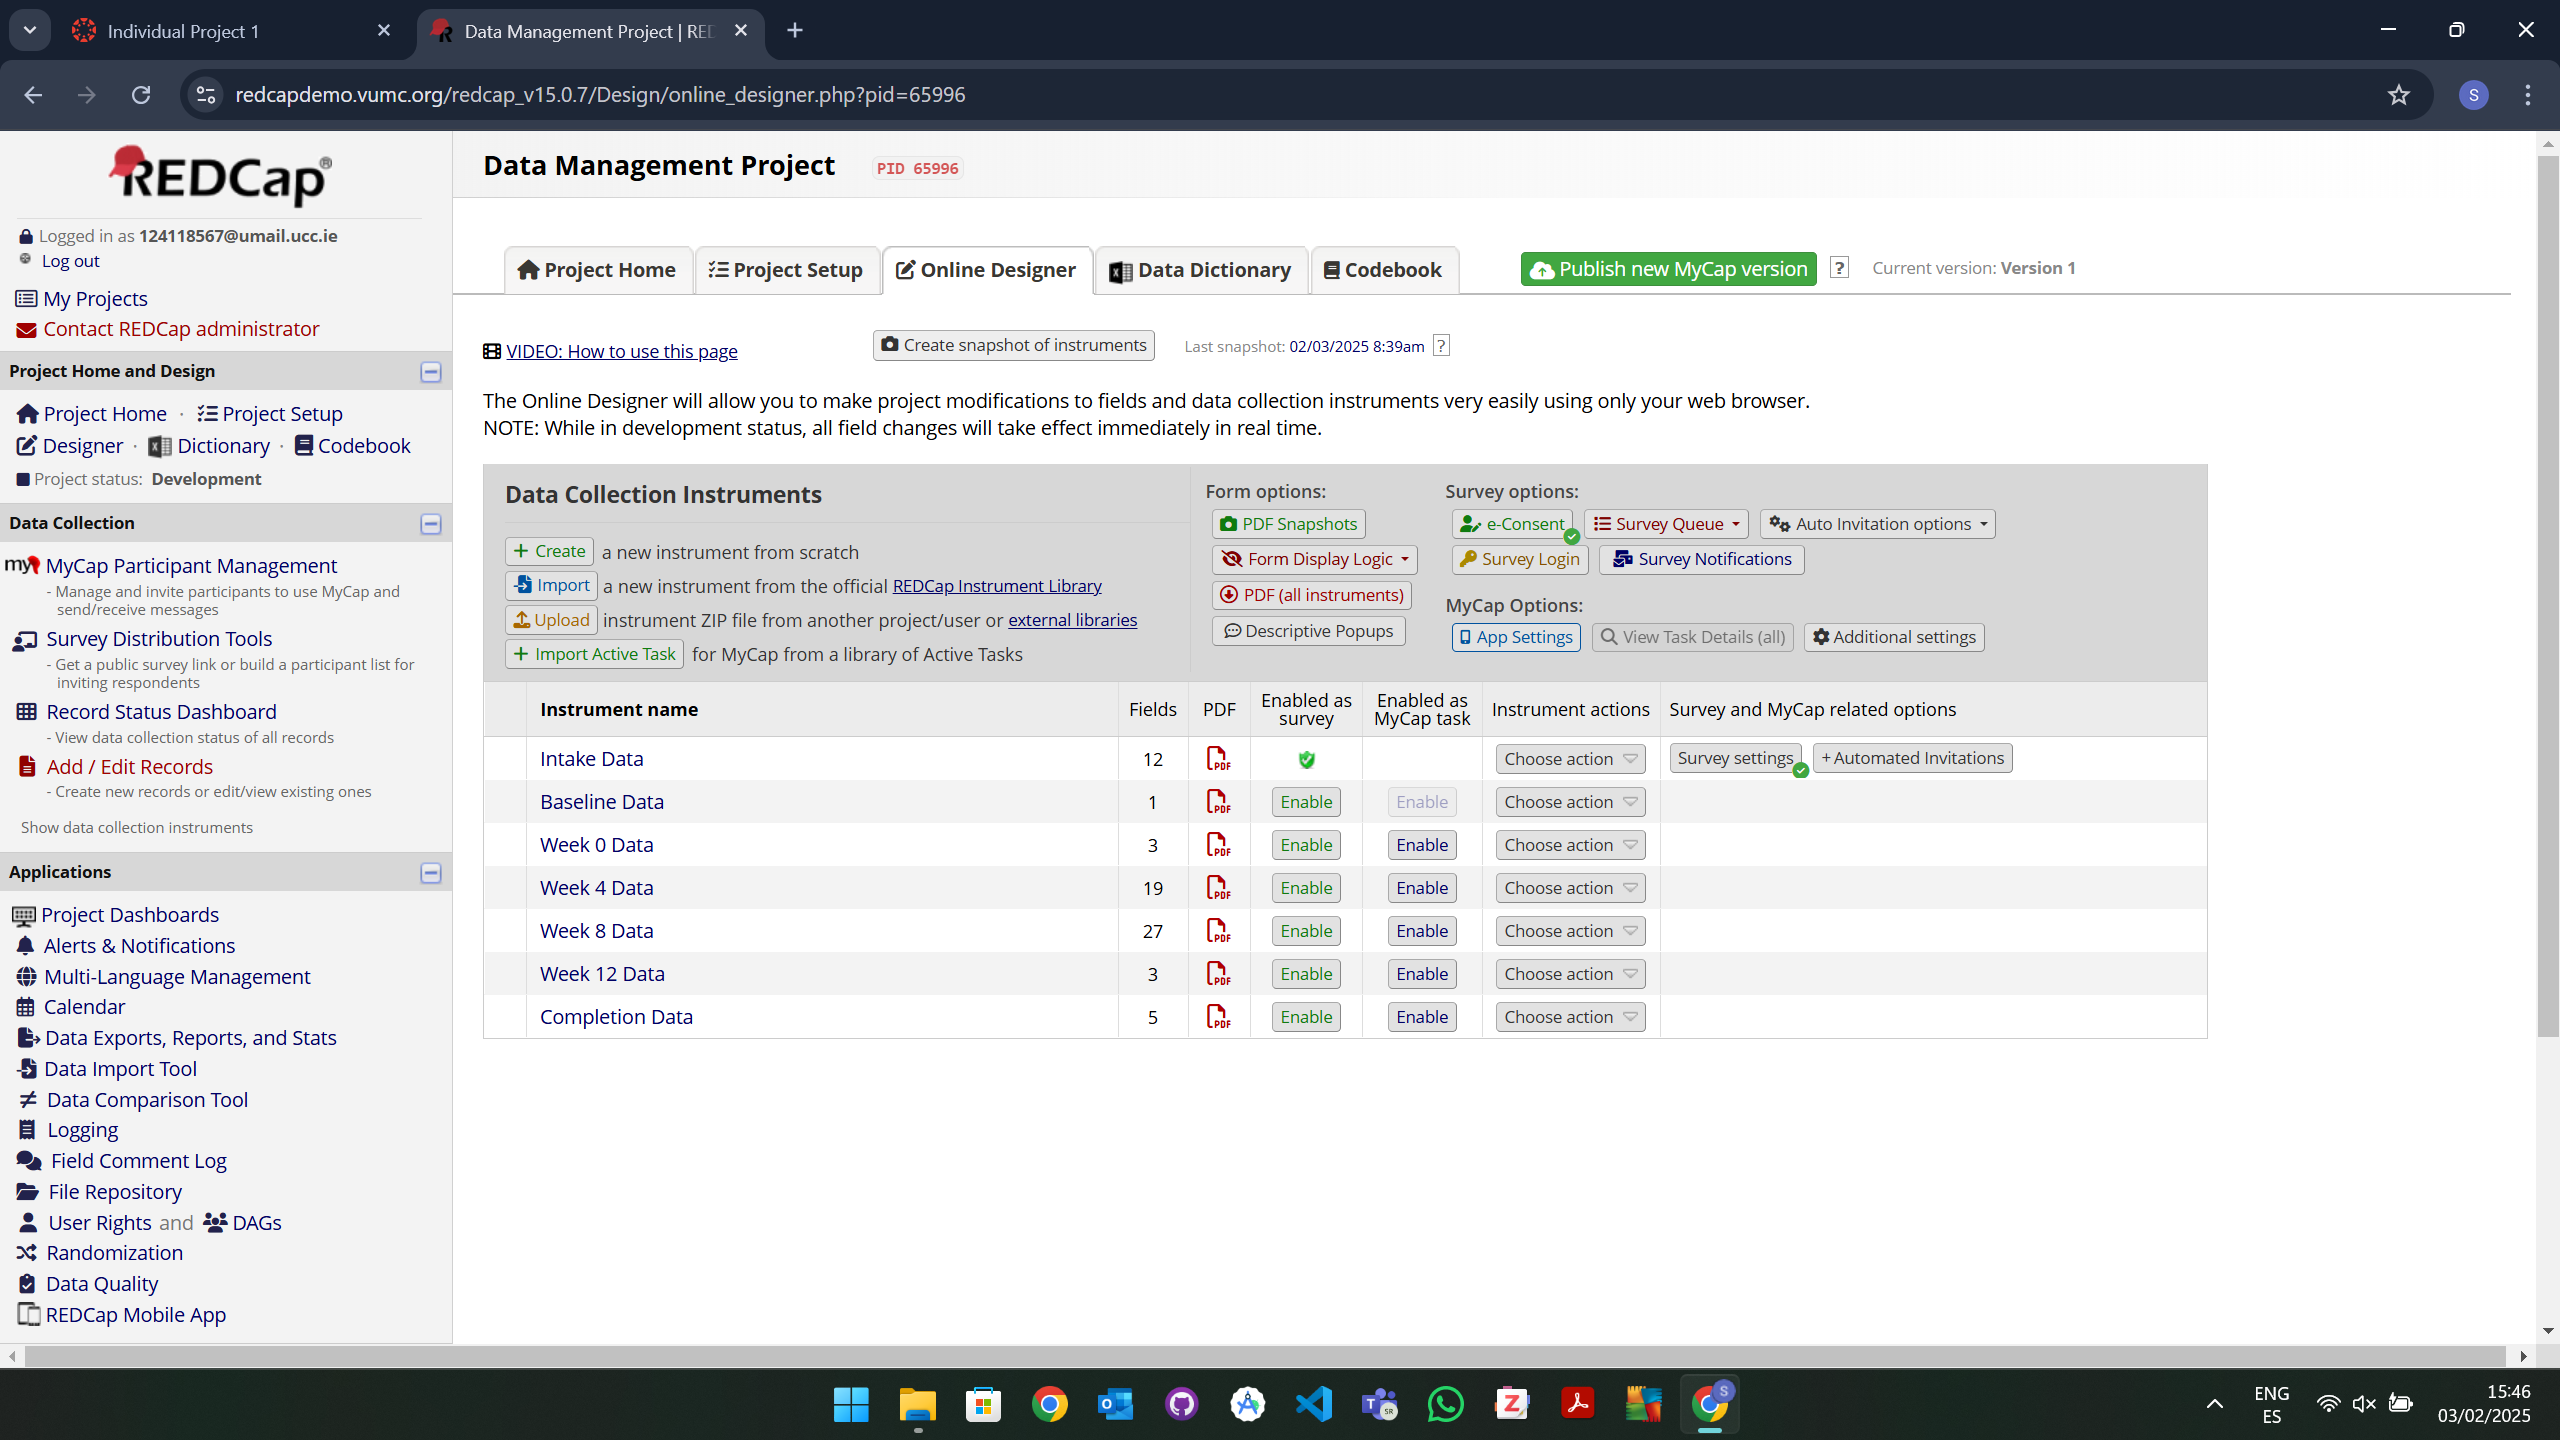 Individual Project 1
Data Management Project | RED
redcapdemo.vumc.org/redcap_v15.0.7/Design/online_designer.php?pid=65996
S
REDCap®
Logged in as 124118567@umail.ucc.ie
Log out
My Projects
Contact REDCap administrator
Project Home and Design
Project Home · Project Setup
Designer · Dictionary · Codebook
Project status: Development
Data Collection
my MyCap Participant Management
- Manage and invite participants to use MyCap and
send/receive messages
Survey Distribution Tools
- Get a public survey link or build a participant list for
inviting respondents
Record Status Dashboard
- View data collection status of all records
Add / Edit Records
- Create new records or edit/view existing ones
Show data collection instruments
Applications
Project Dashboards
Alerts & Notifications
Multi-Language Management
Calendar
Data Exports, Reports, and Stats
Data Import Tool
Data Comparison Tool
Logging
Field Comment Log
File Repository
User Rights and DAGs
Randomization
Data Quality
REDCap Mobile App
Data Management Project PID 65996
Project Home Project Setup Online Designer Data Dictionary Codebook Publish new MyCap version ? Current version: Version 1
VIDEO: How to use this page Create snapshot of instruments Last snapshot: 02/03/2025 8:39am ?
The Online Designer will allow you to make project modifications to fields and data collection instruments very easily using only your web browser.
NOTE: While in development status, all field changes will take effect immediately in real time.
Data Collection Instruments
+ Create a new instrument from scratch
Import a new instrument from the official REDCap Instrument Library
Upload instrument ZIP file from another project/user or external libraries
+ Import Active Task for MyCap from a library of Active Tasks
Form options:
PDF Snapshots
Form Display Logic
PDF (all instruments)
Descriptive Popups
Survey options:
e-Consent Survey Queue Auto Invitation options
Survey Login Survey Notifications
MyCap Options:
App Settings View Task Details (all) Additional settings
Instrument name Fields PDF Enabled as survey Enabled as MyCap task Instrument actions Survey and MyCap related options
Intake Data 12 PDF Choose action Survey settings + Automated Invitations
Baseline Data 1 PDF Enable Enable Choose action
Week 0 Data 3 PDF Enable Enable Choose action
Week 4 Data 19 PDF Enable Enable Choose action
Week 8 Data 27 PDF Enable Enable Choose action
Week 12 Data 3 PDF Enable Enable Choose action
Completion Data 5 PDF Enable Enable Choose action
ENG
ES
15:46
03/02/2025